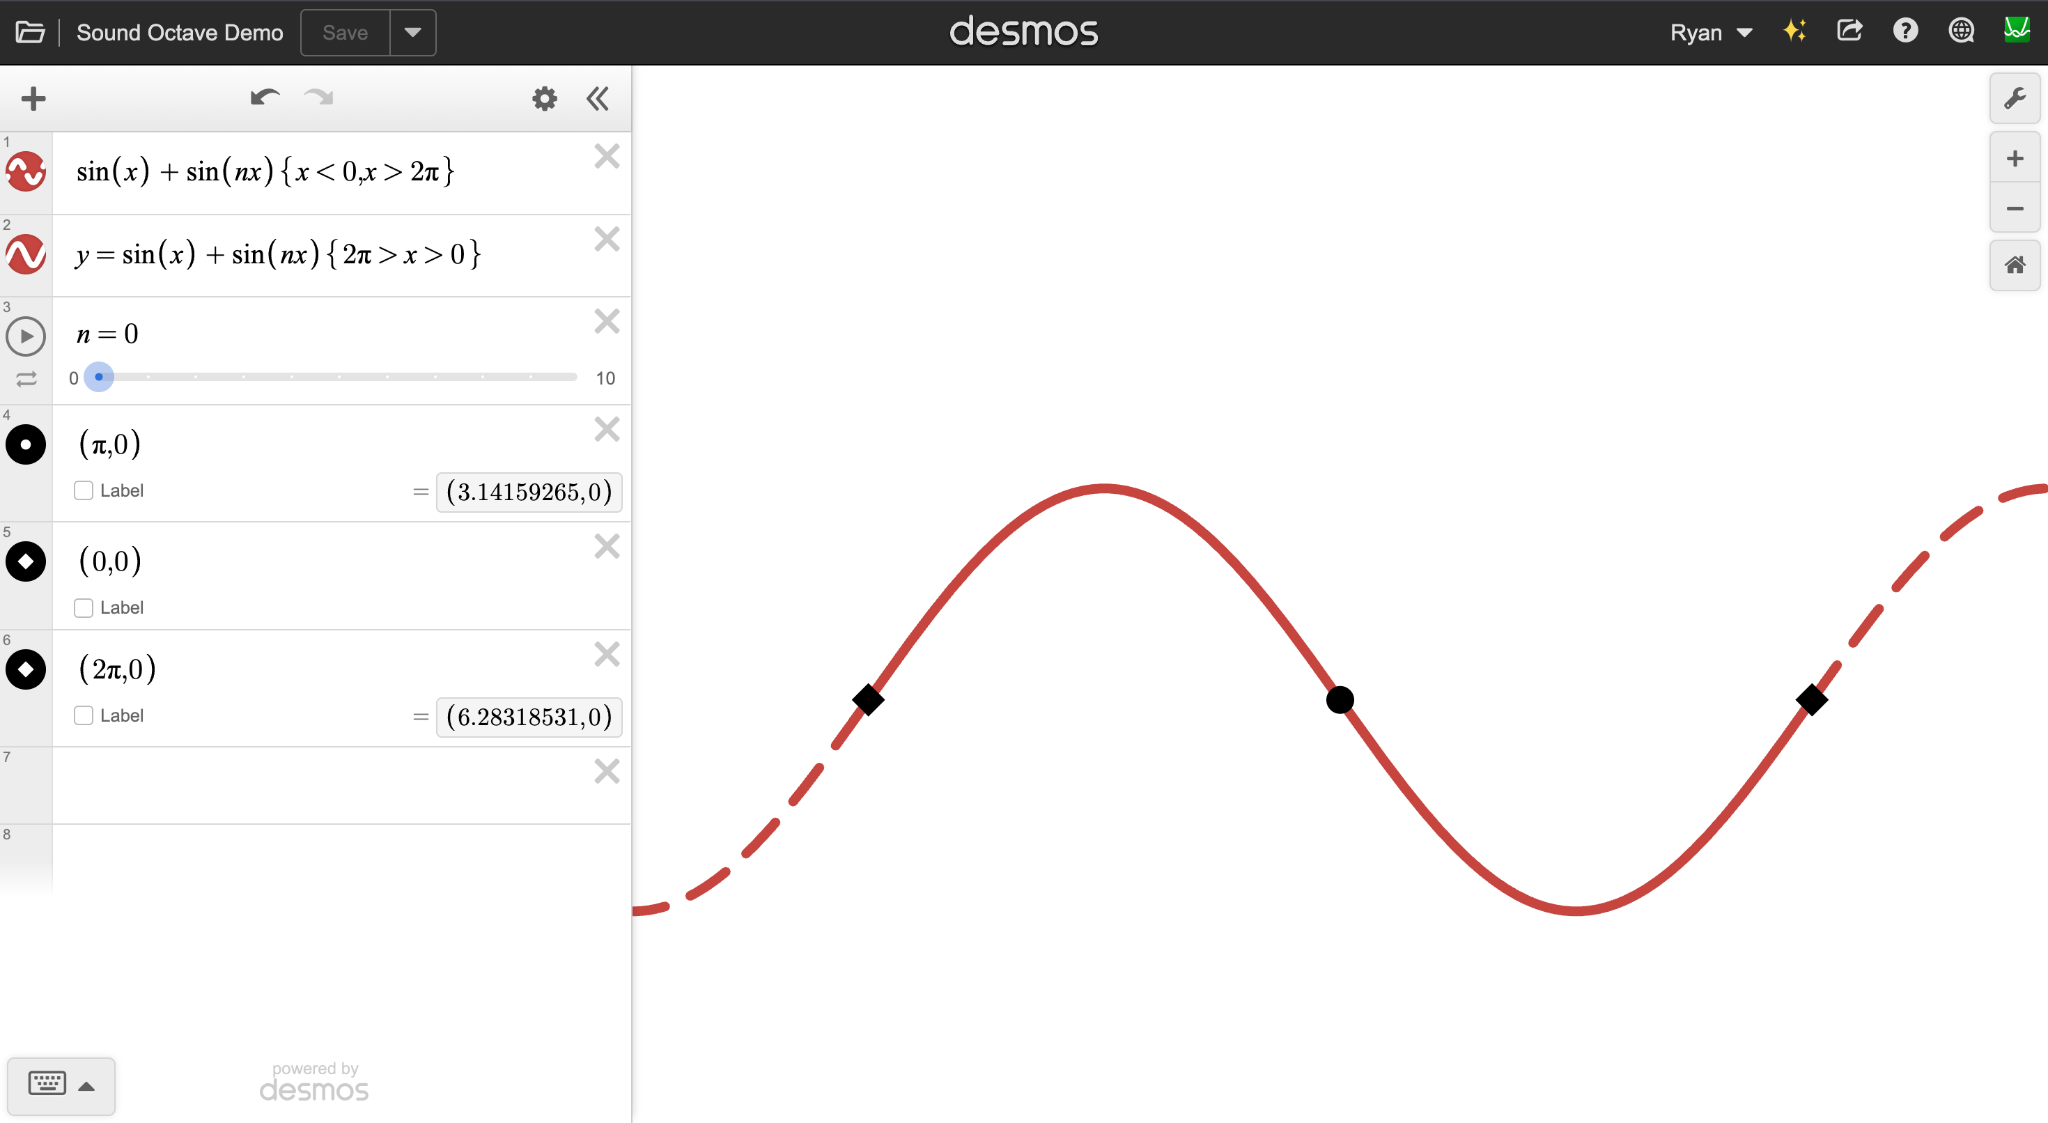 Sound Octave Demo
Save
desmos
Ryan
1
sin(x) + sin(nx){x < 0,x > 2π}
2
y = sin(x) + sin(nx){2π > x > 0}
3
n = 0
0
10
4
(π,0)
Label
= (3.14159265,0)
5
(0,0)
Label
6
(2π,0)
Label
= (6.28318531,0)
7
8
powered by
desmos